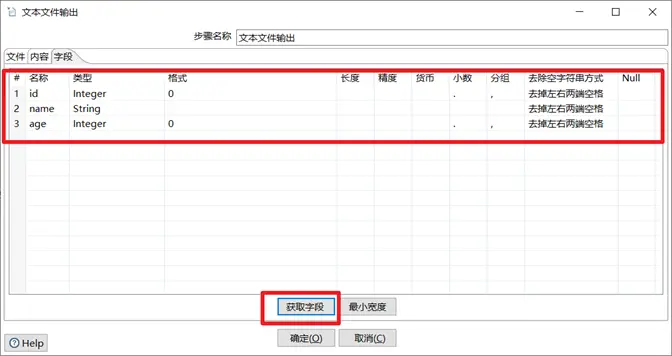 文本文件输出
步骤名称 文本文件输出
文件 内容 字段
# 名称 类型 格式 长度 精度 货币 小数 分组 去除空字符串方式 Null
1 id Integer 0 . , 去掉左右两端空格
2 name String 去掉左右两端空格
3 age Integer 0 . , 去掉左右两端空格
获取字段 最小宽度
Help 确定(O) 取消(C)